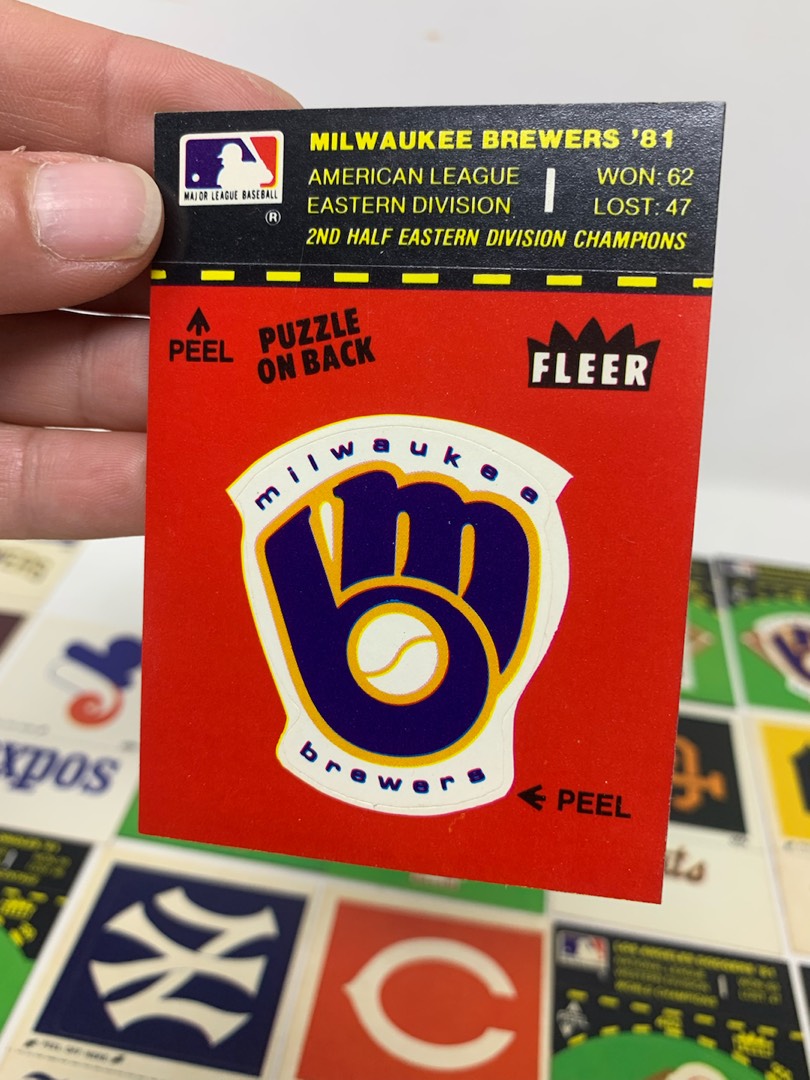 MAJOR LEAGUE BASEBALL
®
MILWAUKEE BREWERS '81
AMERICAN LEAGUE
EASTERN DIVISION
WON: 62
LOST: 47
2ND HALF EASTERN DIVISION CHAMPIONS
PEEL
PUZZLE
ON BACK
FLEER
milwaukee
brewers
PEEL
xpos